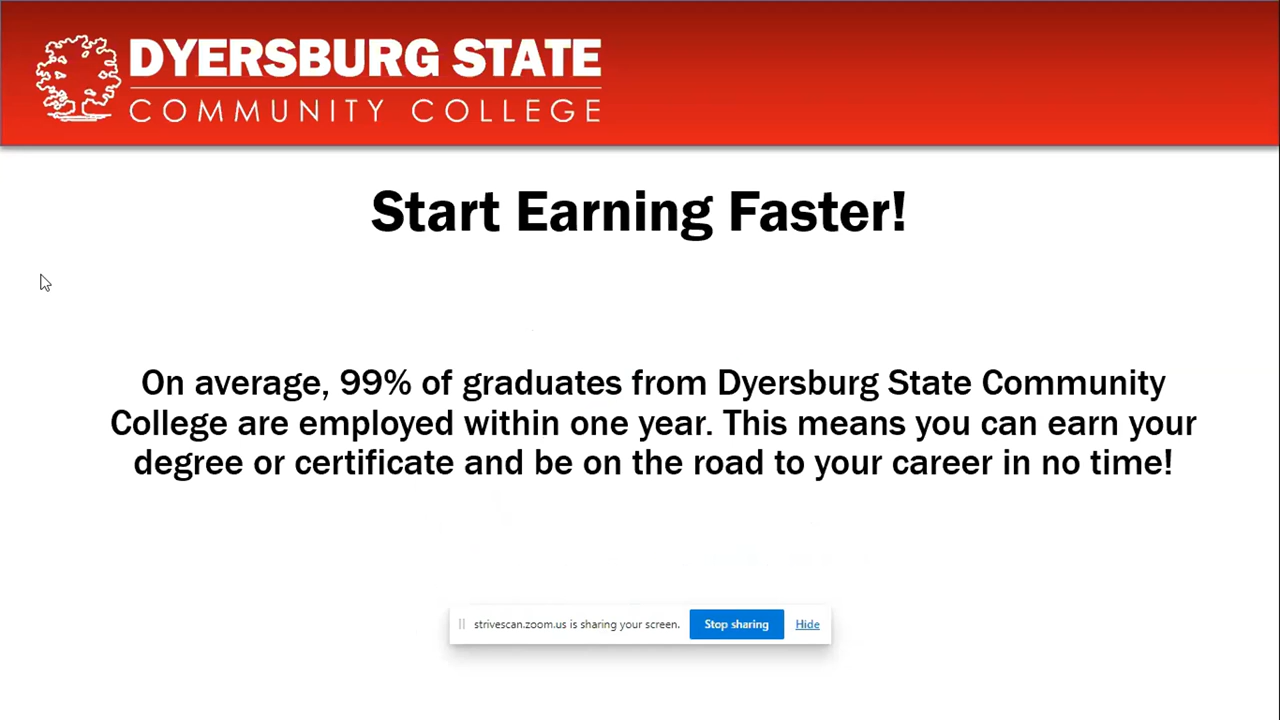 DYERSBURG STATE
COMMUNITY COLLEGE
Start Earning Faster!
On average, 99% of graduates from Dyersburg State Community
College are employed within one year. This means you can earn your
degree or certificate and be on the road to your career in no time!
strivescan.zoom.us is sharing your screen. Stop sharing Hide